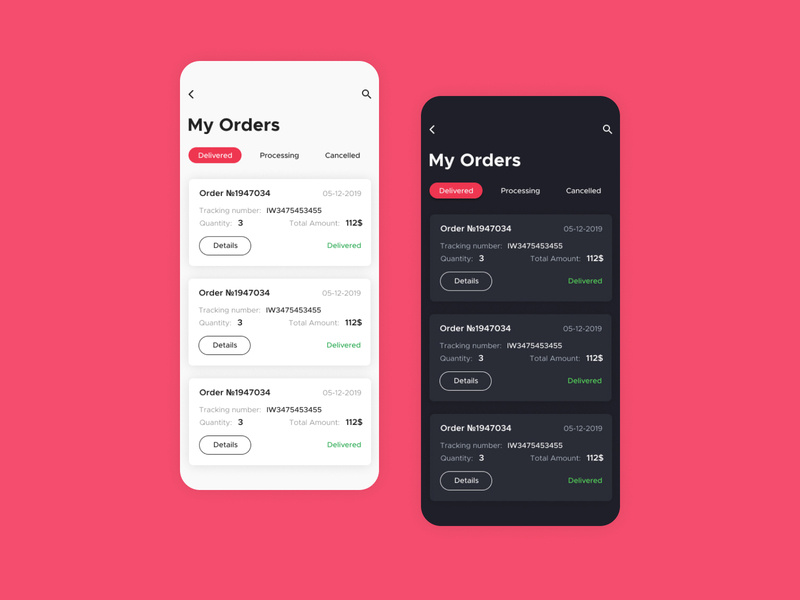 My Orders
Delivered Processing Cancelled
Order №1947034 05-12-2019
Tracking number: IW3475453455
Quantity: 3 Total Amount: 112$
Details Delivered
Order №1947034 05-12-2019
Tracking number: IW3475453455
Quantity: 3 Total Amount: 112$
Details Delivered
Order №1947034 05-12-2019
Tracking number: IW3475453455
Quantity: 3 Total Amount: 112$
Details Delivered
My Orders
Delivered Processing Cancelled
Order №1947034 05-12-2019
Tracking number: IW3475453455
Quantity: 3 Total Amount: 112$
Details Delivered
Order №1947034 05-12-2019
Tracking number: IW3475453455
Quantity: 3 Total Amount: 112$
Details Delivered
Order №1947034 05-12-2019
Tracking number: IW3475453455
Quantity: 3 Total Amount: 112$
Details Delivered